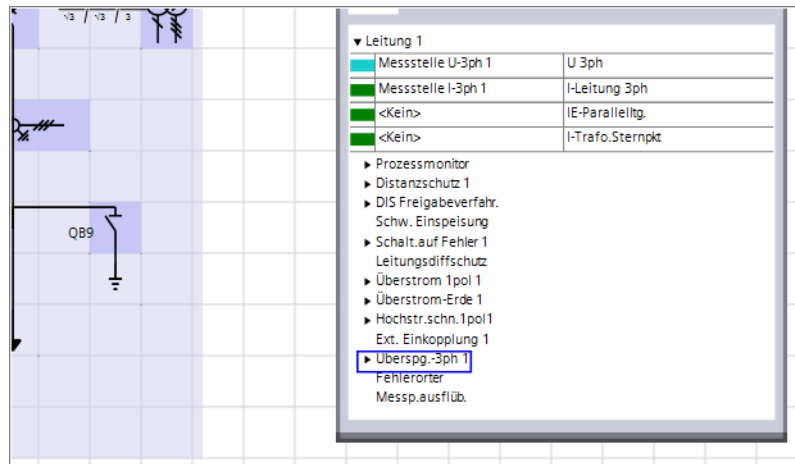 √3 / √3 / 3
▼ Leitung 1
Messstelle U-3ph 1 U 3ph
Messstelle I-3ph 1 I-Leitung 3ph
<Kein> IE-Parallelltg.
<Kein> I-Trafo.Sternpkt
Prozessmonitor
Distanzschutz 1
DIS Freigabeverfahr.
Schw. Einspeisung
Schalt.auf Fehler 1
Leitungsdiffschutz
QB9
Überstrom 1pol 1
Überstrom-Erde 1
Hochstr.schn.1pol1
Ext. Einkopplung 1
Überspg.-3ph 1
Fehlerorter
Messp.ausflüb.